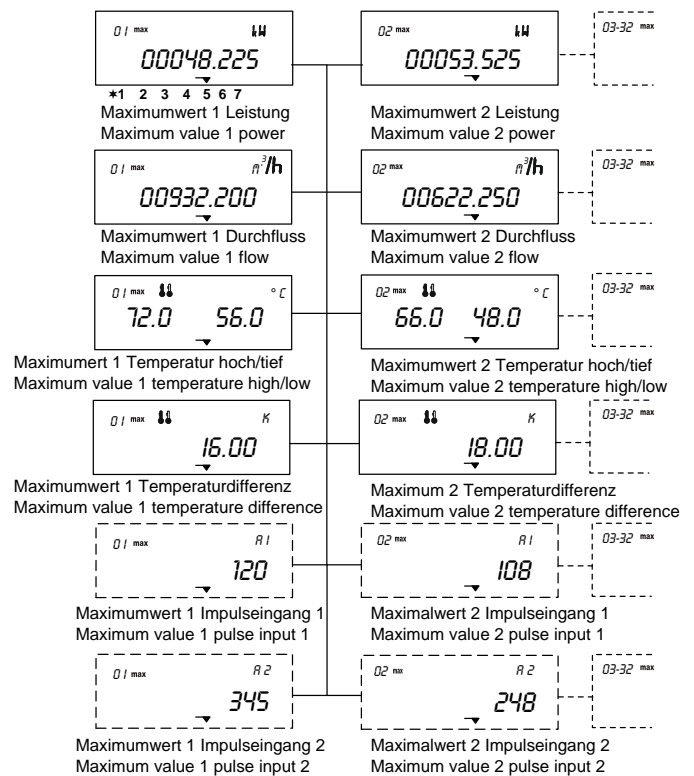 01 max kW
00048.225
02 max kW
00053.525
03-32 max
*1 2 3 4 5 6 7
Maximumwert 1 Leistung
Maximum value 1 power
Maximumwert 2 Leistung
Maximum value 2 power
01 max m³/h
00932.200
02 max m³/h
00622.250
03-32 max
Maximumwert 1 Durchfluss
Maximum value 1 flow
Maximumwert 2 Durchfluss
Maximum value 2 flow
01 max °C
72.0 56.0
02 max °C
66.0 48.0
03-32 max
Maximumert 1 Temperatur hoch/tief
Maximum value 1 temperature high/low
Maximumwert 2 Temperatur hoch/tief
Maximum value 2 temperature high/low
01 max K
16.00
02 max K
18.00
03-32 max
Maximumwert 1 Temperaturdifferenz
Maximum value 1 temperature difference
Maximum 2 Temperaturdifferenz
Maximum value 2 temperature difference
01 max A1
120
02 max A1
108
03-32 max
Maximumwert 1 Impulseingang 1
Maximum value 1 pulse input 1
Maximalwert 2 Impulseingang 1
Maximum value 2 pulse input 1
01 max A2
345
02 max A2
248
03-32 max
Maximumwert 1 Impulseingang 2
Maximum value 1 pulse input 2
Maximalwert 2 Impulseingang 2
Maximum value 2 pulse input 2